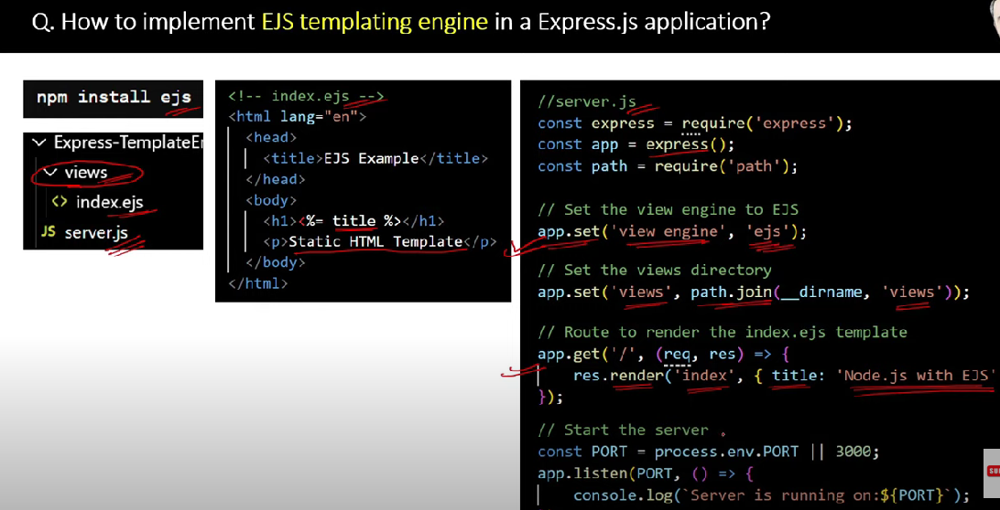 Q. How to implement EJS templating engine in a Express.js application?
npm install ejs
Express-TemplateEr
views
<> index.ejs
JS server.js
<!-- index.ejs -->
<html lang="en">
<head>
<title>EJS Example</title>
</head>
<body>
<h1><%= title %></h1>
<p>Static HTML Template</p>
</body>
</html>
//server.js
const express = require('express');
const app = express();
const path = require('path');
// Set the view engine to EJS
app.set('view engine', 'ejs');
// Set the views directory
app.set('views', path.join(__dirname, 'views'));
// Route to render the index.ejs template
app.get('/', (req, res) => {
res.render('index', { title: 'Node.js with EJS'
});
// Start the server
const PORT = process.env.PORT || 3000;
app.listen(PORT, () => {
console.log(`Server is running on:${PORT}`);